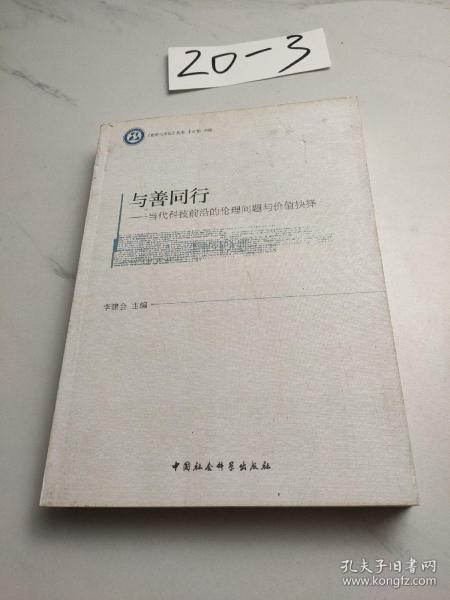 20-3
与善同行
——当代科技前沿的伦理问题与价值抉择
李建会 主编
中国社会科学出版社
孔夫子旧书网
www.kongfz.com